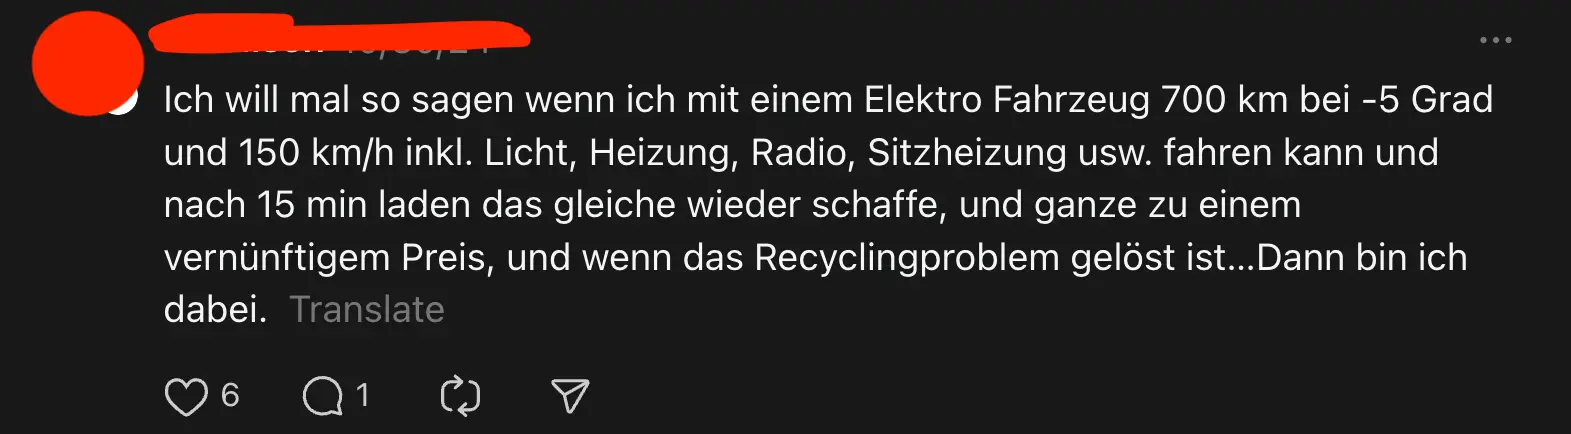 Ich will mal so sagen wenn ich mit einem Elektro Fahrzeug 700 km bei -5 Grad
und 150 km/h inkl. Licht, Heizung, Radio, Sitzheizung usw. fahren kann und
nach 15 min laden das gleiche wieder schaffe, und ganze zu einem
vernünftigem Preis, und wenn das Recyclingproblem gelöst ist...Dann bin ich
dabei. Translate
6 1